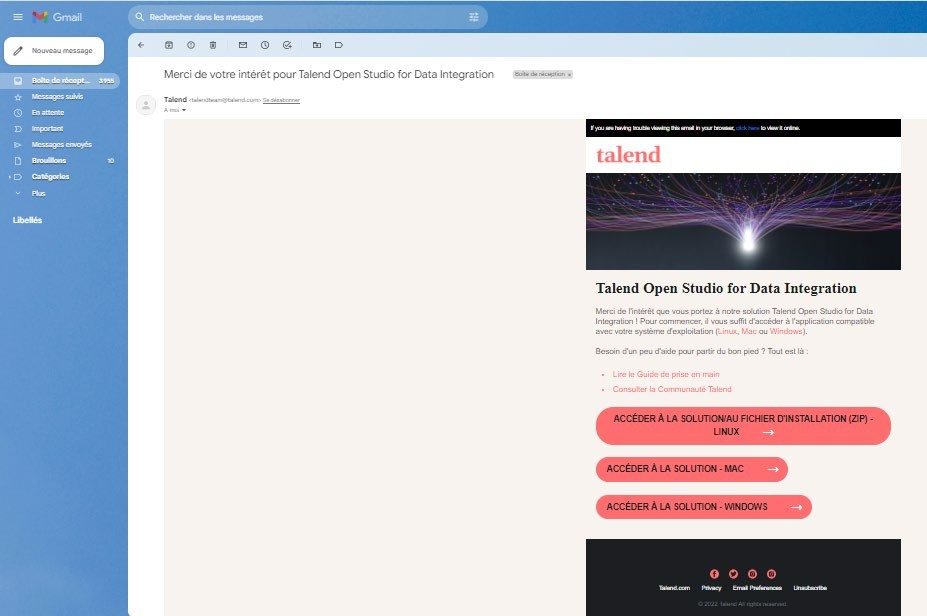 Gmail
Rechercher dans les messages
Nouveau message
Boîte de récept... 3 995
Messages suivis
En attente
Important
Messages envoyés
Brouillons 10
Catégories
Plus
Libellés
Merci de votre intérêt pour Talend Open Studio for Data Integration
Boîte de réception x
Talend <talendteam@talend.com> Se désabonner
À moi
If you are having trouble viewing this email in your browser, click here to view it online.
talend
Talend Open Studio for Data Integration
Merci de l'intérêt que vous portez à notre solution Talend Open Studio for Data
Integration ! Pour commencer, il vous suffit d'accéder à l'application compatible
avec votre système d'exploitation (Linux, Mac ou Windows).
Besoin d'un peu d'aide pour partir du bon pied ? Tout est là :
• Lire le Guide de prise en main
• Consulter la Communauté Talend
ACCÉDER À LA SOLUTION/AU FICHIER D'INSTALLATION (ZIP) -
LINUX →
ACCÉDER À LA SOLUTION - MAC →
ACCÉDER À LA SOLUTION - WINDOWS →
Talend.com Privacy Email Preferences Unsubscribe
© 2022 Talend All rights reserved.